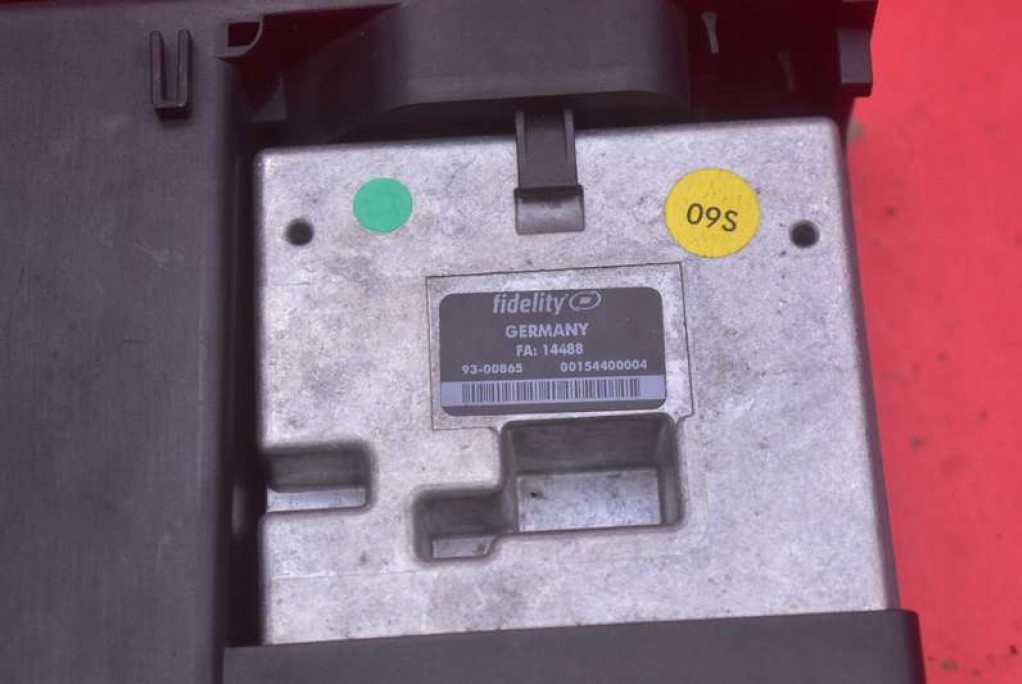 09S
fidelity
GERMANY
FA: 14488
93-00865 00154400004